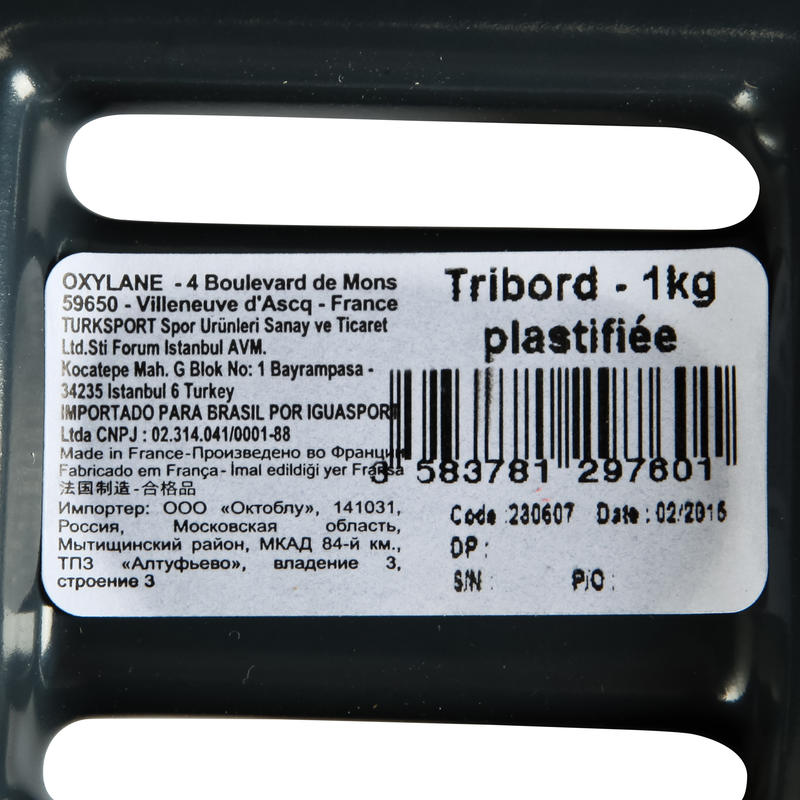 OXYLANE - 4 Boulevard de Mons
59650 - Villeneuve d'Ascq - France
TURKSPORT Spor Urünleri Sanay ve Ticaret
Ltd.Sti Forum Istanbul AVM.
Kocatepe Mah. G Blok No: 1 Bayrampasa -
34235 Istanbul 6 Turkey
IMPORTADO PARA BRASIL POR IGUASPORT
Ltda CNPJ : 02.314.041/0001-88
Made in France-Произведено во Франции
Fabricado em França- İmal edildiği yer Fransa
法国制造-合格品
Импортер: ООО «Октоблу», 141031,
Россия, Московская область,
Мытищинский район, МКАД 84-й км.,
ТПЗ «Алтуфьево», владение 3,
строение 3
Tribord - 1kg
plastifiée
3 583781 297601
Code :230607 Date : 02/2015
DP :
S/N : P/O :